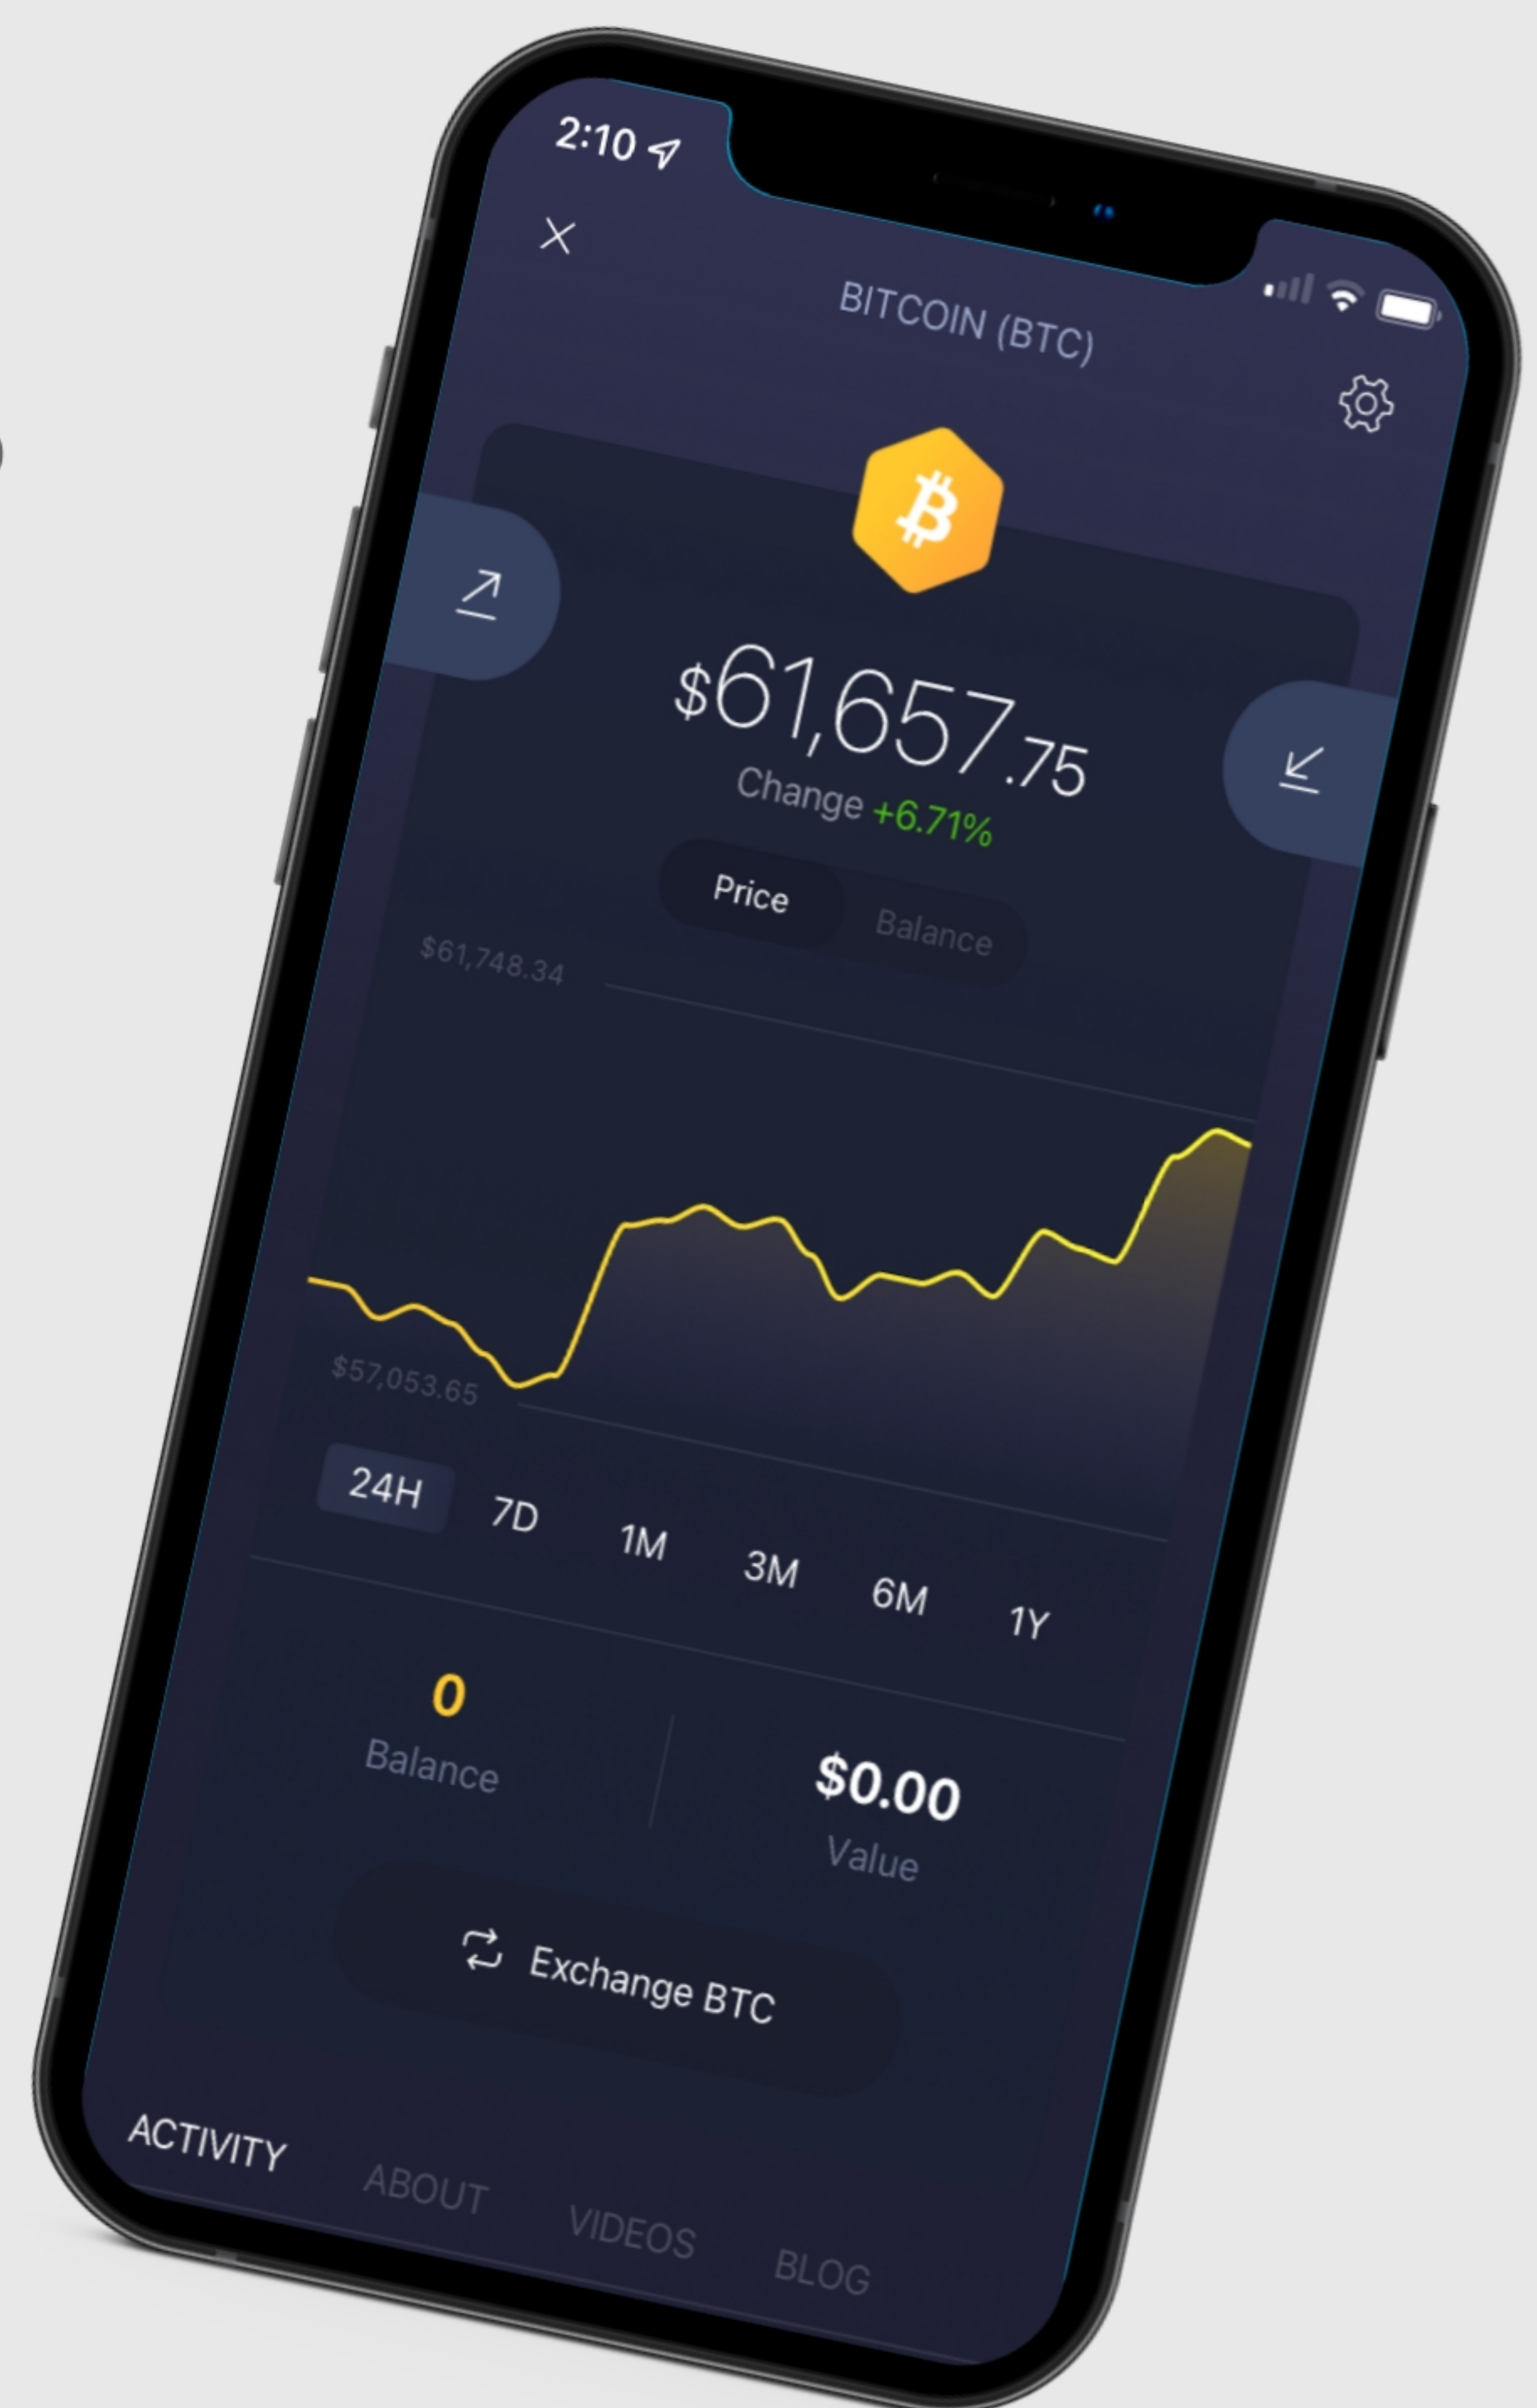 2:10
BITCOIN (BTC)
$61,657.75
Change +6.71%
Price Balance
$61,748.34
$57,053.65
24H 7D 1M 3M 6M 1Y
0 $0.00
Balance Value
Exchange BTC
ACTIVITY ABOUT VIDEOS BLOG